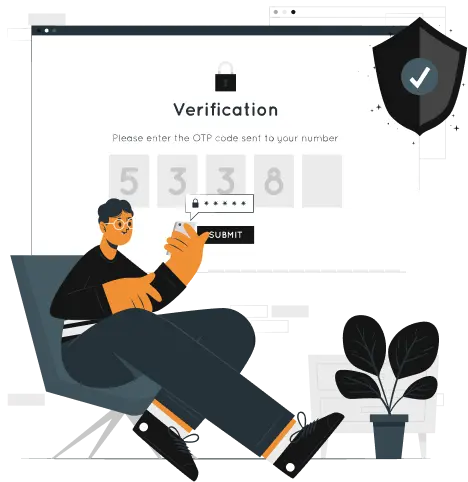 Verification
Please enter the OTP code sent to your number
5 3 3 8
*****
SUBMIT